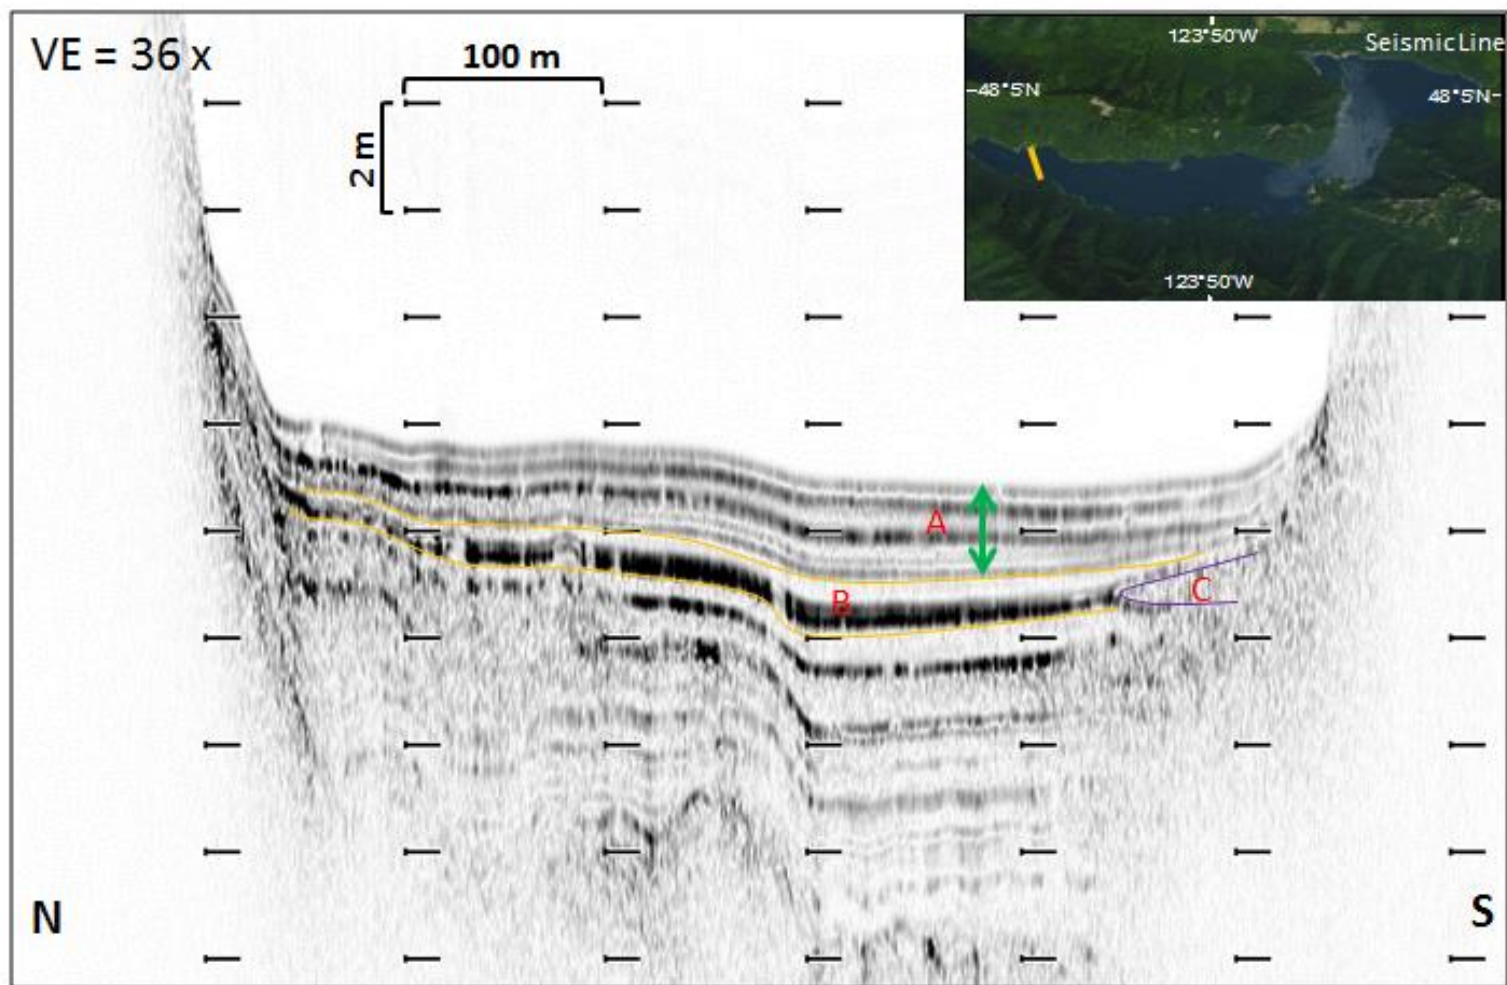 VE = 36 x
100 m
2 m
123°50'W
Seismic Line
48°5'N
48°5'N
123°50'W
A
B
C
N
S